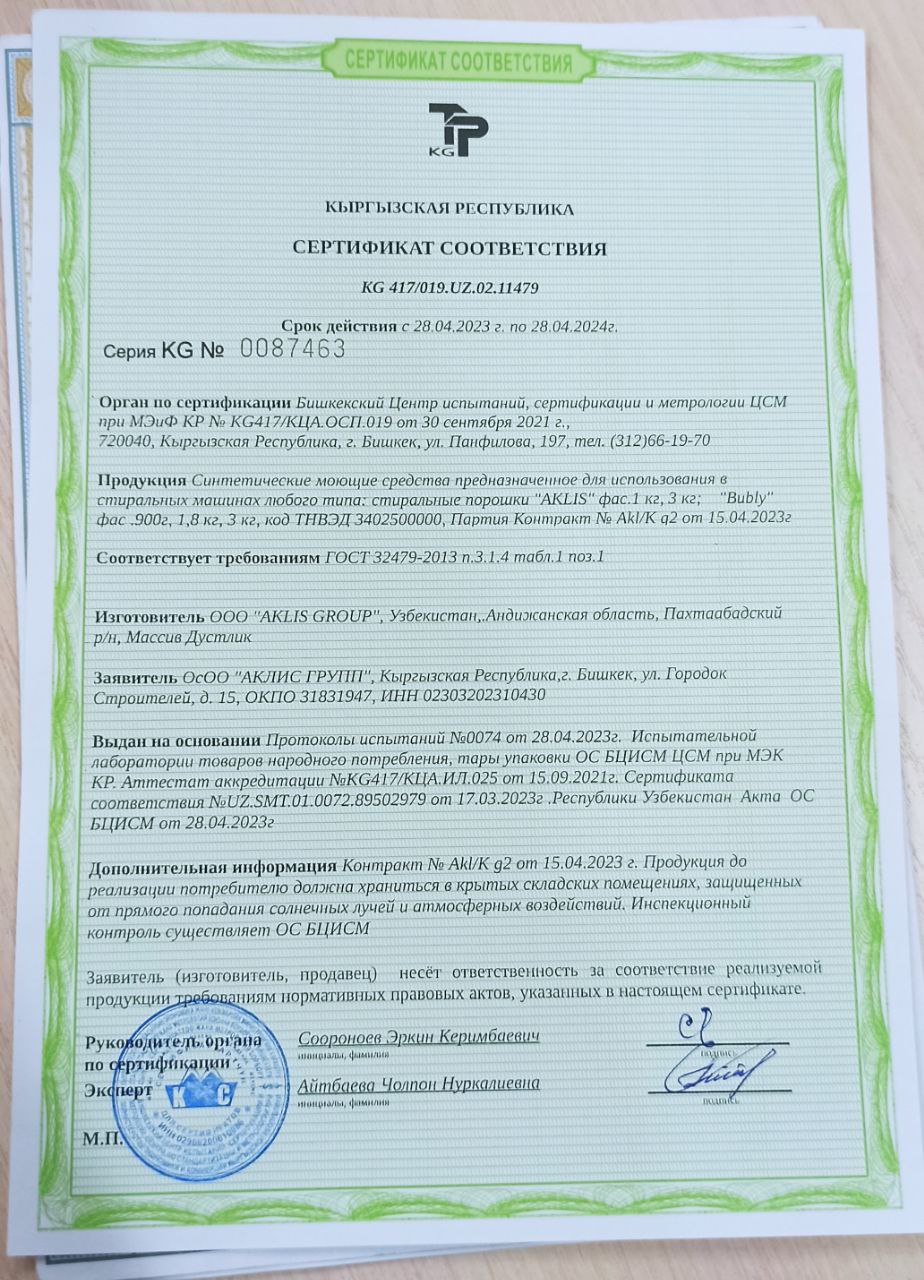 СЕРТИФИКАТ СООТВЕТСТВИЯ
ТР
KG
КЫРГЫЗСКАЯ РЕСПУБЛИКА
СЕРТИФИКАТ СООТВЕТСТВИЯ
KG 417/019.UZ.02.11479
Срок действия с 28.04.2023 г. по 28.04.2024г.
Серия KG № 0087463
Орган по сертификации Бишкекский Центр испытаний, сертификации и метрологии ЦСМ
при МЭиФ КР № KG417/КЦА.ОСП.019 от 30 сентября 2021 г.,
720040, Кыргызская Республика, г. Бишкек, ул. Панфилова, 197, тел. (312)66-19-70
Продукция Синтетические моющие средства предназначенное для использования в
стиральных машинах любого типа: стиральные порошки "AKLIS" фас.1 кг, 3 кг; "Bubly"
фас .900г, 1,8 кг, 3 кг, код ТНВЭД 3402500000, Партия Контракт № Akl/K g2 от 15.04.2023г
Соответствует требованиям ГОСТ 32479-2013 п.3.1.4 табл.1 поз.1
Изготовитель ООО "AKLIS GROUP", Узбекистан,.Андижанская область, Пахтаабадский
р/н, Массив Дустлик
Заявитель ОсОО "АКЛИС ГРУПП", Кыргызская Республика,г. Бишкек, ул. Городок
Строителей, д. 15, ОКПО 31831947, ИНН 02303202310430
Выдан на основании Протоколы испытаний №0074 от 28.04.2023г. Испытательной
лаборатории товаров народного потребления, тары упаковки ОС БЦИСМ ЦСМ при МЭК
КР. Аттестат аккредитации №KG417/КЦА.ИЛ.025 от 15.09.2021г. Сертификата
соответствия №UZ.SMT.01.0072.89502979 от 17.03.2023г .Республики Узбекистан Акта ОС
БЦИСМ от 28.04.2023г
Дополнительная информация Контракт № Akl/K g2 от 15.04.2023 г. Продукция до
реализации потребителю должна храниться в крытых складских помещениях, защищенных
от прямого попадания солнечных лучей и атмосферных воздействий. Инспекционный
контроль существляет ОС БЦИСМ
Заявитель (изготовитель, продавец) несёт ответственность за соответствие реализуемой
продукции требованиям нормативных правовых актов, указанных в настоящем сертификате.
Руководитель органа
по сертификации
Соороноев Эркин Керимбаевич
инициалы, фамилия
подпись
Эксперт
Айтбаева Чолпон Нуркалиевна
инициалы, фамилия
подпись
М.П.
ДЛЯ СЕРТИФИКАТОВ